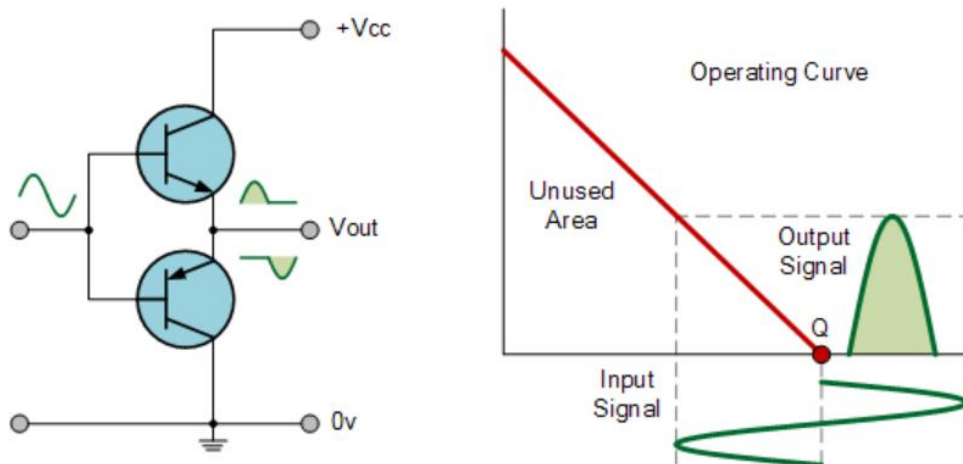 +Vcc
Vout
0v
Operating Curve
Unused
Area
Output
Signal
Q
Input
Signal